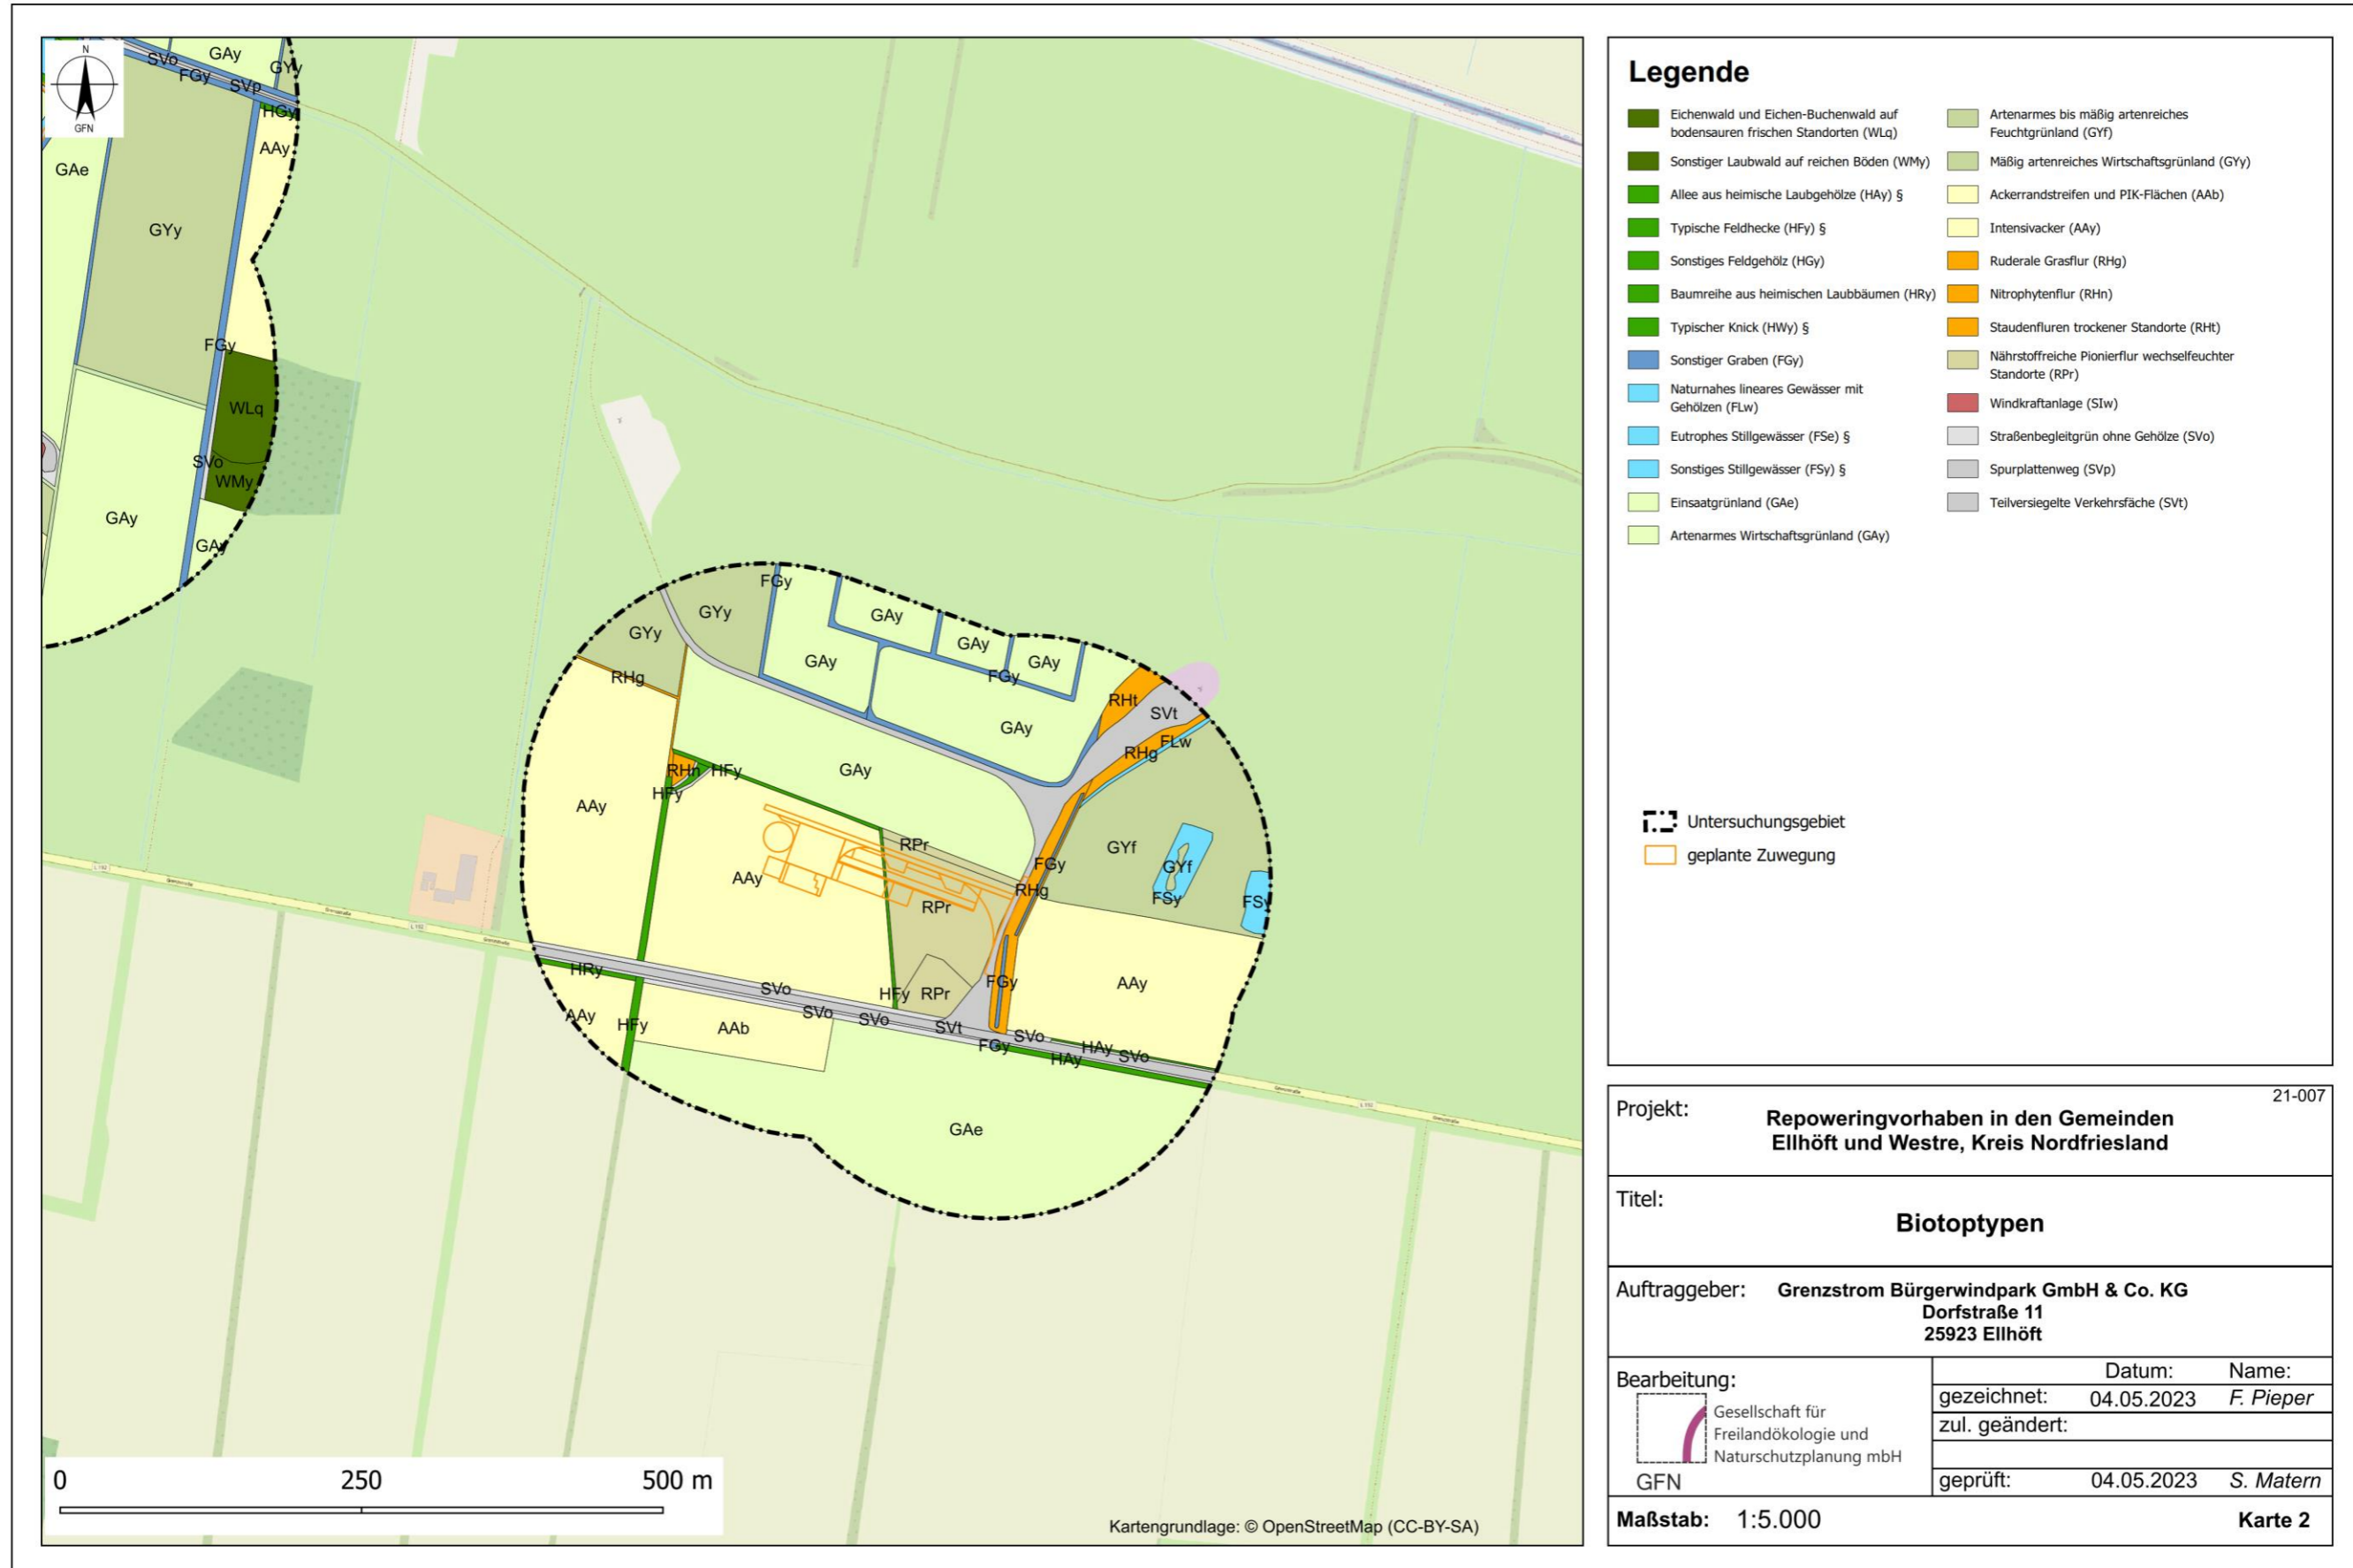 N
GFN
SVo
GAy
FGy
GYy
SVp
HGy
AAy
GAe
GYy
FGy
WLq
SVo
WMy
GAy
GAy
FGy
GYy
GAy
GYy
GAy
GAy
GAy
RHg
FGy
RHt
SVt
GAy
FLw
RHg
RHn
HFy
GAy
HFy
AAy
RPr
GYf
FGy
GYf
AAy
RHg
FSy
FSy
RPr
HRy
FGy
AAy
SVo
HFy
RPr
AAy
HFy
AAb
SVo
SVo
SVt
SVo
FGy
HAy
HAy
SVo
GAe
L 192
Grenzstraße
Grenzstraße
L 192
Grenzstraße
Grenzstraße
L 192
Grenzstraße
0 250 500 m
Kartengrundlage: © OpenStreetMap (CC-BY-SA)
Legende
Eichenwald und Eichen-Buchenwald auf
bodensauren frischen Standorten (WLq)
Sonstiger Laubwald auf reichen Böden (WMy)
Allee aus heimische Laubgehölze (HAy) §
Typische Feldhecke (HFy) §
Sonstiges Feldgehölz (HGy)
Baumreihe aus heimischen Laubbäumen (HRy)
Typischer Knick (HWy) §
Sonstiger Graben (FGy)
Naturnahes lineares Gewässer mit
Gehölzen (FLw)
Eutrophes Stillgewässer (FSe) §
Sonstiges Stillgewässer (FSy) §
Einsaatgrünland (GAe)
Artenarmes Wirtschaftsgrünland (GAy)
Artenarmes bis mäßig artenreiches
Feuchtgrünland (GYf)
Mäßig artenreiches Wirtschaftsgrünland (GYy)
Ackerrandstreifen und PIK-Flächen (AAb)
Intensivacker (AAy)
Ruderale Grasflur (RHg)
Nitrophytenflur (RHn)
Staudenfluren trockener Standorte (RHt)
Nährstoffreiche Pionierflur wechselfeuchter
Standorte (RPr)
Windkraftanlage (SIw)
Straßenbegleitgrün ohne Gehölze (SVo)
Spurplattenweg (SVp)
Teilversiegelte Verkehrsfäche (SVt)
Untersuchungsgebiet
geplante Zuwegung
21-007
Projekt:
Repoweringvorhaben in den Gemeinden
Ellhöft und Westre, Kreis Nordfriesland
Titel:
Biotoptypen
Auftraggeber: Grenzstrom Bürgerwindpark GmbH & Co. KG
Dorfstraße 11
25923 Ellhöft
Bearbeitung:
Gesellschaft für
Freilandökologie und
Naturschutzplanung mbH
GFN
Datum: Name:
gezeichnet: 04.05.2023 F. Pieper
zul. geändert:
geprüft: 04.05.2023 S. Matern
Maßstab: 1:5.000
Karte 2